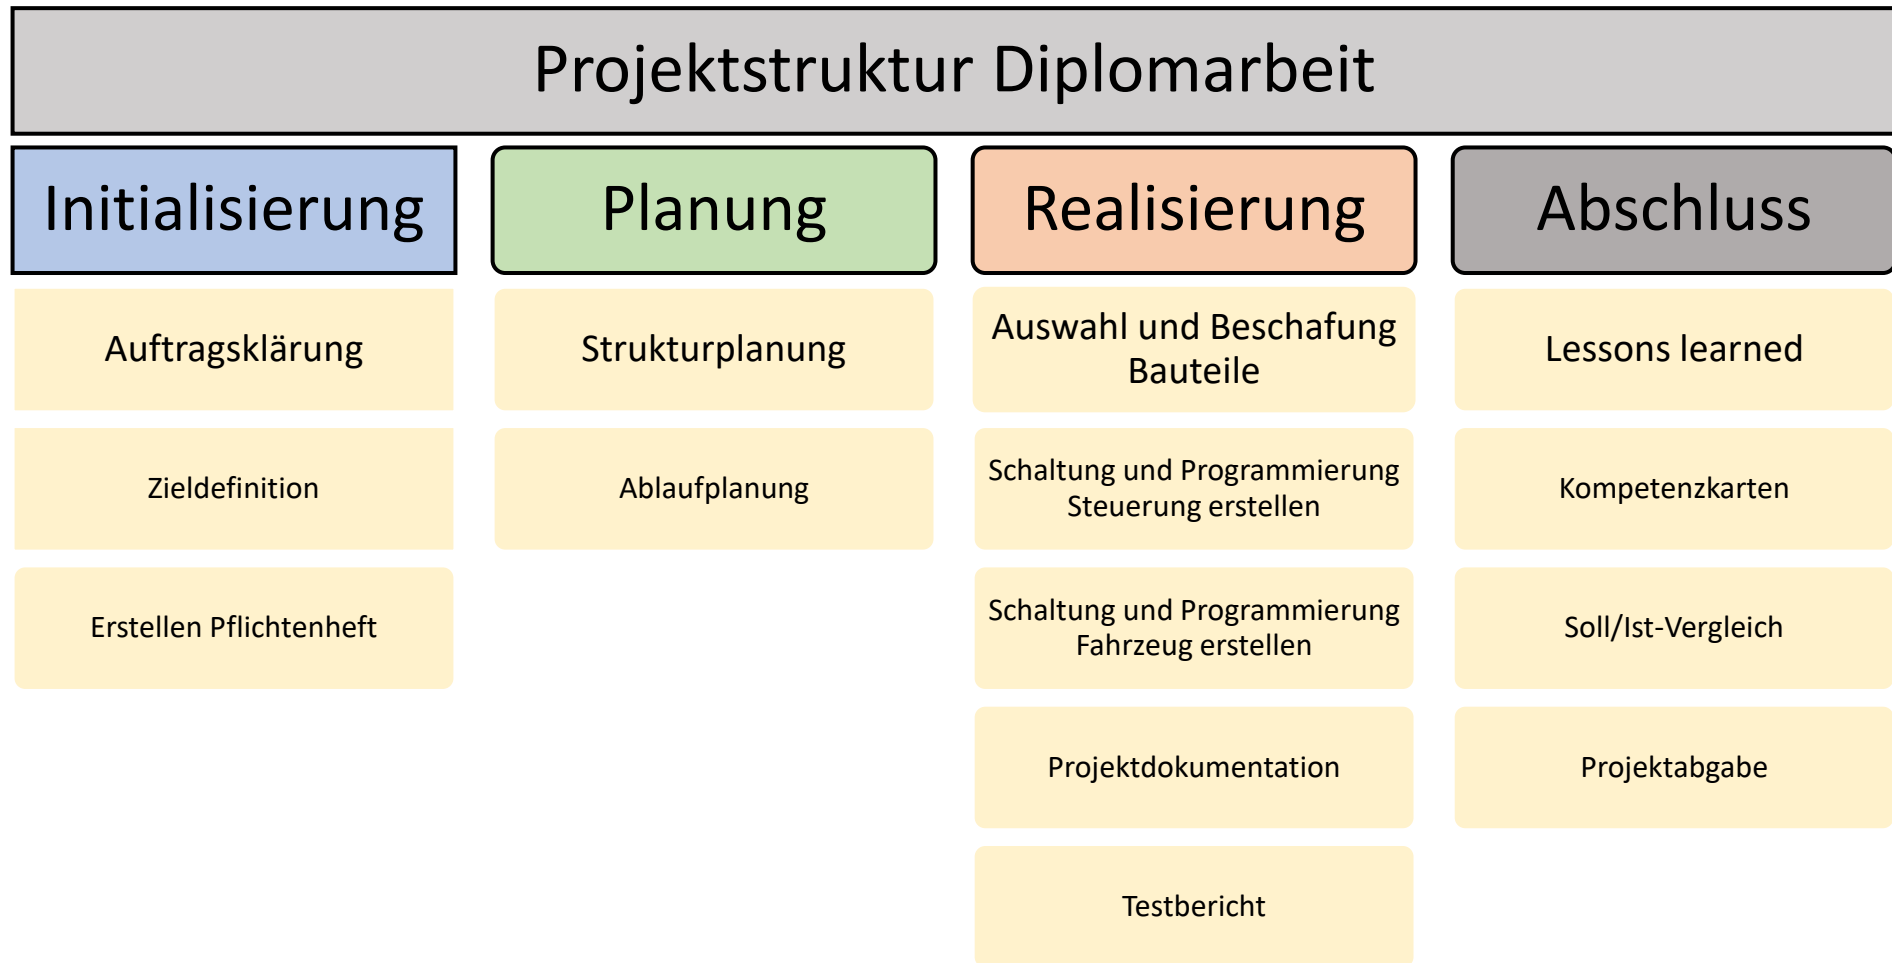 Projektstruktur Diplomarbeit
Initialisierung
Auftragsklärung
Zieldefinition
Erstellen Pflichtenheft
Planung
Strukturplanung
Ablaufplanung
Realisierung
Auswahl und Beschafung
Bauteile
Schaltung und Programmierung
Steuerung erstellen
Schaltung und Programmierung
Fahrzeug erstellen
Projektdokumentation
Testbericht
Abschluss
Lessons learned
Kompetenzkarten
Soll/Ist-Vergleich
Projektabgabe